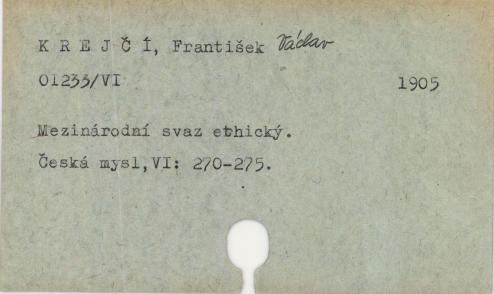 K R E J Č Í, František Václav
01233/VI 1905
Mezinárodní svaz ethický.
Česká mysl,VI: 270-275.